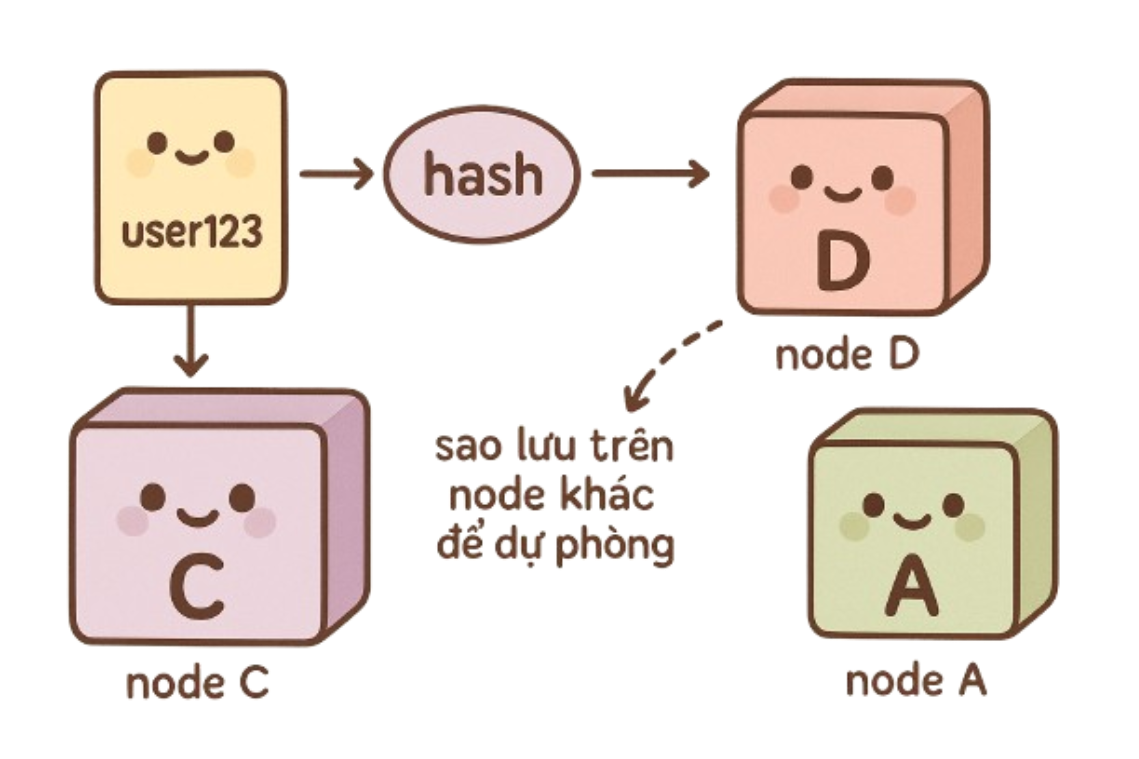 user123
hash
D
node D
C
node C
sao lưu trên
node khác
để dự phòng
A
node A